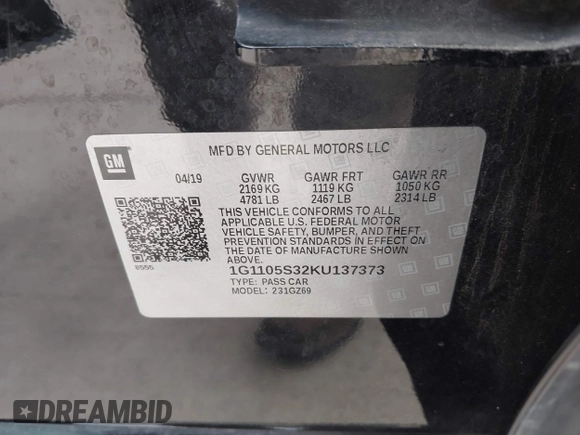 MFD BY GENERAL MOTORS LLC
GM
04/19 GVWR GAWR FRT GAWR RR
2169 KG 1119 KG 1050 KG
4781 LB 2467 LB 2314 LB
THIS VEHICLE CONFORMS TO ALL
APPLICABLE U.S. FEDERAL MOTOR
VEHICLE SAFETY, BUMPER, AND THEFT
PREVENTION STANDARDS IN EFFECT
ON THE DATE OF MANUFACTURE SHOWN
ABOVE.
1G1105S32KU137373
TYPE: PASS CAR
MODEL: 231GZ69
DREAMBID